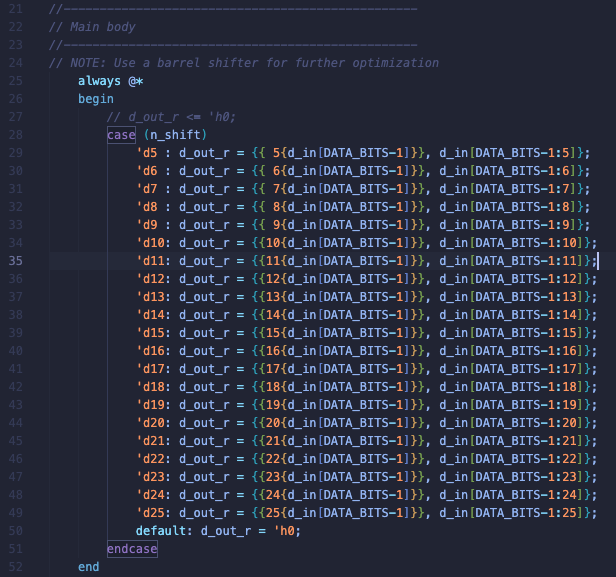 21 //-------------------------------------------------
22 // Main body
23 //-------------------------------------------------
24 // NOTE: Use a barrel shifter for further optimization
25     always @*
26     begin
27         // d_out_r <= 'h0;
28         case (n_shift)
29             'd5 : d_out_r = {{ 5{d_in[DATA_BITS-1]}}, d_in[DATA_BITS-1:5]};
30             'd6 : d_out_r = {{ 6{d_in[DATA_BITS-1]}}, d_in[DATA_BITS-1:6]};
31             'd7 : d_out_r = {{ 7{d_in[DATA_BITS-1]}}, d_in[DATA_BITS-1:7]};
32             'd8 : d_out_r = {{ 8{d_in[DATA_BITS-1]}}, d_in[DATA_BITS-1:8]};
33             'd9 : d_out_r = {{ 9{d_in[DATA_BITS-1]}}, d_in[DATA_BITS-1:9]};
34             'd10: d_out_r = {{10{d_in[DATA_BITS-1]}}, d_in[DATA_BITS-1:10]};
35             'd11: d_out_r = {{11{d_in[DATA_BITS-1]}}, d_in[DATA_BITS-1:11]};
36             'd12: d_out_r = {{12{d_in[DATA_BITS-1]}}, d_in[DATA_BITS-1:12]};
37             'd13: d_out_r = {{13{d_in[DATA_BITS-1]}}, d_in[DATA_BITS-1:13]};
38             'd14: d_out_r = {{14{d_in[DATA_BITS-1]}}, d_in[DATA_BITS-1:14]};
39             'd15: d_out_r = {{15{d_in[DATA_BITS-1]}}, d_in[DATA_BITS-1:15]};
40             'd16: d_out_r = {{16{d_in[DATA_BITS-1]}}, d_in[DATA_BITS-1:16]};
41             'd17: d_out_r = {{17{d_in[DATA_BITS-1]}}, d_in[DATA_BITS-1:17]};
42             'd18: d_out_r = {{18{d_in[DATA_BITS-1]}}, d_in[DATA_BITS-1:18]};
43             'd19: d_out_r = {{19{d_in[DATA_BITS-1]}}, d_in[DATA_BITS-1:19]};
44             'd20: d_out_r = {{20{d_in[DATA_BITS-1]}}, d_in[DATA_BITS-1:20]};
45             'd21: d_out_r = {{21{d_in[DATA_BITS-1]}}, d_in[DATA_BITS-1:21]};
46             'd22: d_out_r = {{22{d_in[DATA_BITS-1]}}, d_in[DATA_BITS-1:22]};
47             'd23: d_out_r = {{23{d_in[DATA_BITS-1]}}, d_in[DATA_BITS-1:23]};
48             'd24: d_out_r = {{24{d_in[DATA_BITS-1]}}, d_in[DATA_BITS-1:24]};
49             'd25: d_out_r = {{25{d_in[DATA_BITS-1]}}, d_in[DATA_BITS-1:25]};
50             default: d_out_r = 'h0;
51         endcase
52     end